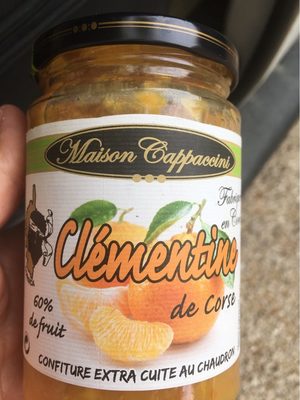 Maison Cappaccini
Clémentine
de Corse
60%
de fruit
CONFITURE EXTRA CUITE AU CHAUDRON